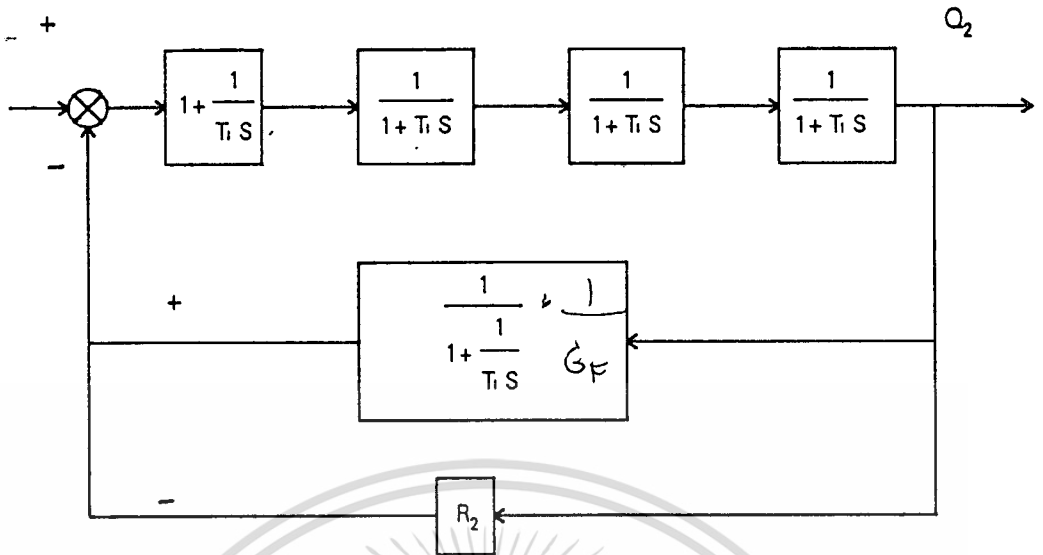 - +
Q₂
1 + 1/Tᵢ S
1/1 + Tᵢ S
1/1 + Tᵢ S
1/1 + Tᵢ S
-
+
1/1 + 1/Tᵢ S * 1/G_F
-
R₂